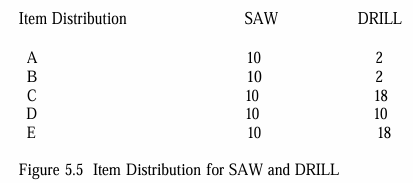 Item Distribution SAW DRILL
A 10 2
B 10 2
C 10 18
D 10 10
E 10 18
Figure 5.5 Item Distribution for SAW and DRILL